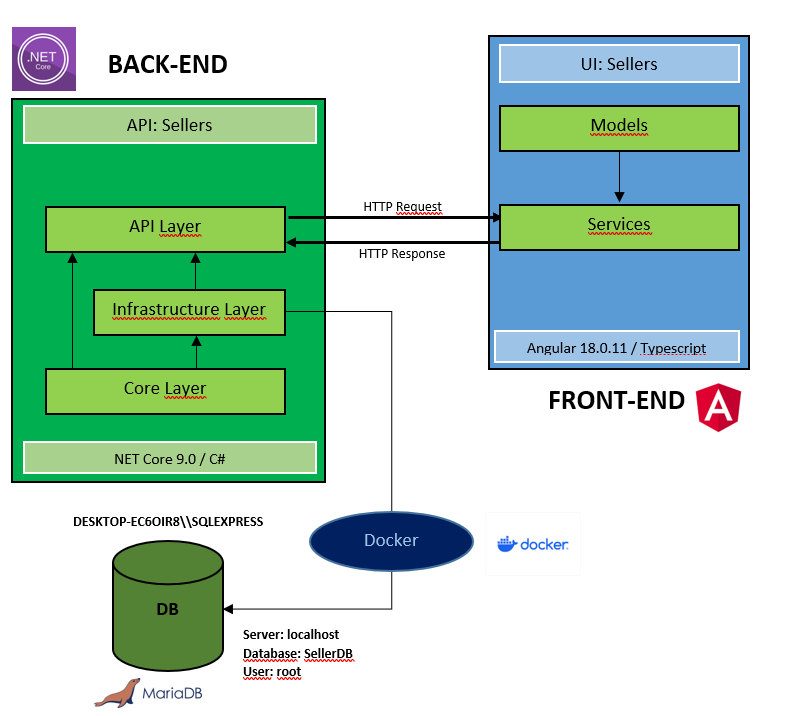 .NET
Core
BACK-END
API: Sellers
API Layer
Infrastructure Layer
Core Layer
NET Core 9.0 / C#
HTTP Request
HTTP Response
UI: Sellers
Models
Services
Angular 18.0.11 / Typescript
FRONT-END
A
DESKTOP-EC6OIR8\\SQLEXPRESS
Docker
docker
DB
Server: localhost
Database: SellerDB
User: root
MariaDB